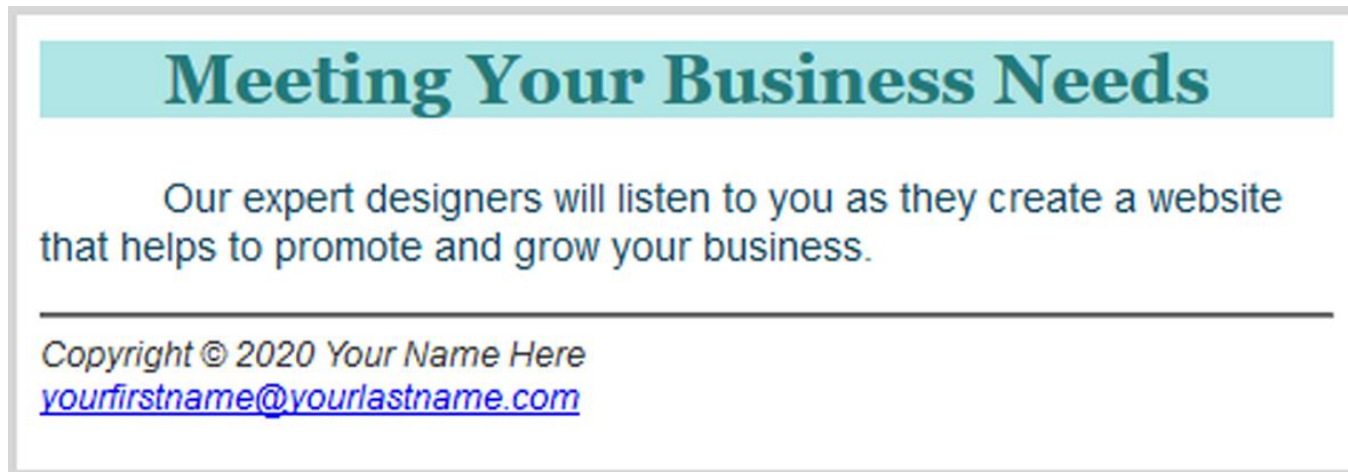 Meeting Your Business Needs
Our expert designers will listen to you as they create a website
that helps to promote and grow your business.
Copyright © 2020 Your Name Here
yourfirstname@yourlastname.com